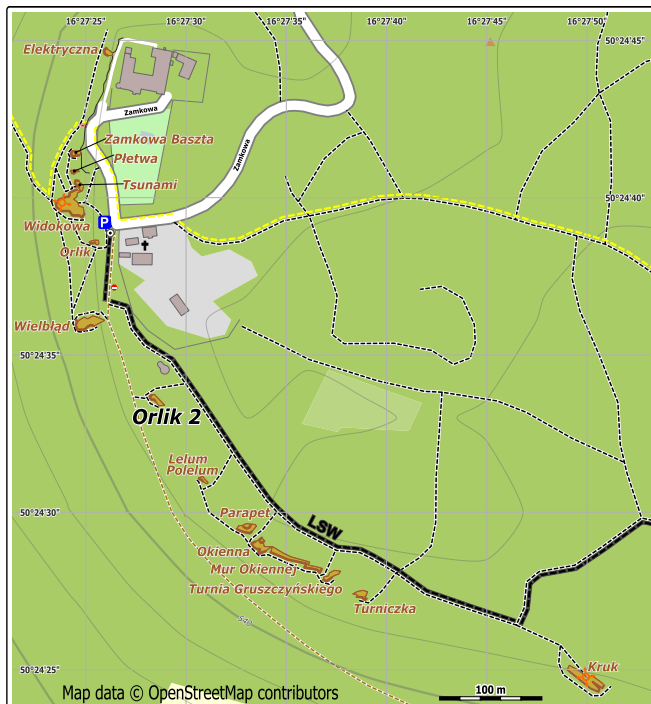 16°27'25" 16°27'30" 16°27'35" 16°27'40" 16°27'45" 16°27'50"
50°24'45"
Elektryczna
Zamkowa
Zamkowa Baszta
Zamkowa
Płetwa
Tsunami
50°24'40"
P
Widokowa
Orlik
Wielbłąd
50°24'35"
Orlik 2
Lelum
Polelum
50°24'30"
Parapet
LSW
Okienna
Mur Okiennej
Turnia Gruszczyńskiego
Turniczka
540
50°24'25"
Kruk
Map data © OpenStreetMap contributors
100 m